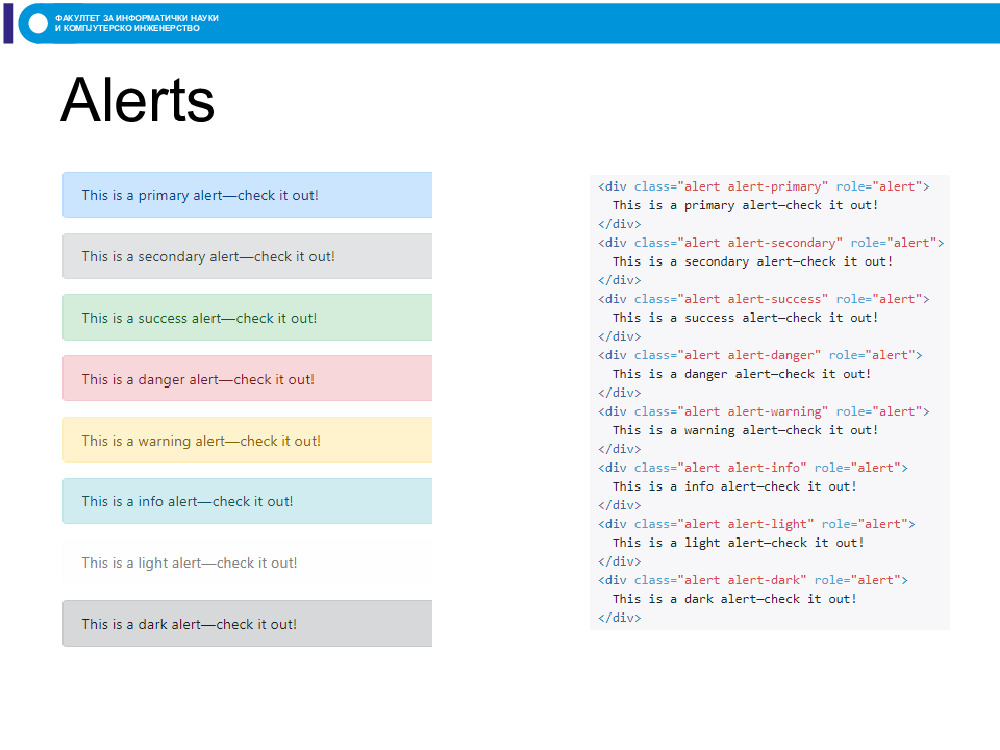 ФАКУЛТЕТ ЗА ИНФОРМАТИЧКИ НАУКИ
И КОМПЈУТЕРСКО ИНЖЕНЕРСТВО
Alerts
This is a primary alert—check it out!
This is a secondary alert—check it out!
This is a success alert—check it out!
This is a danger alert—check it out!
This is a warning alert—check it out!
This is a info alert—check it out!
This is a light alert—check it out!
This is a dark alert—check it out!
<div class="alert alert-primary" role="alert">
  This is a primary alert—check it out!
</div>
<div class="alert alert-secondary" role="alert">
  This is a secondary alert—check it out!
</div>
<div class="alert alert-success" role="alert">
  This is a success alert—check it out!
</div>
<div class="alert alert-danger" role="alert">
  This is a danger alert—check it out!
</div>
<div class="alert alert-warning" role="alert">
  This is a warning alert—check it out!
</div>
<div class="alert alert-info" role="alert">
  This is a info alert—check it out!
</div>
<div class="alert alert-light" role="alert">
  This is a light alert—check it out!
</div>
<div class="alert alert-dark" role="alert">
  This is a dark alert—check it out!
</div>